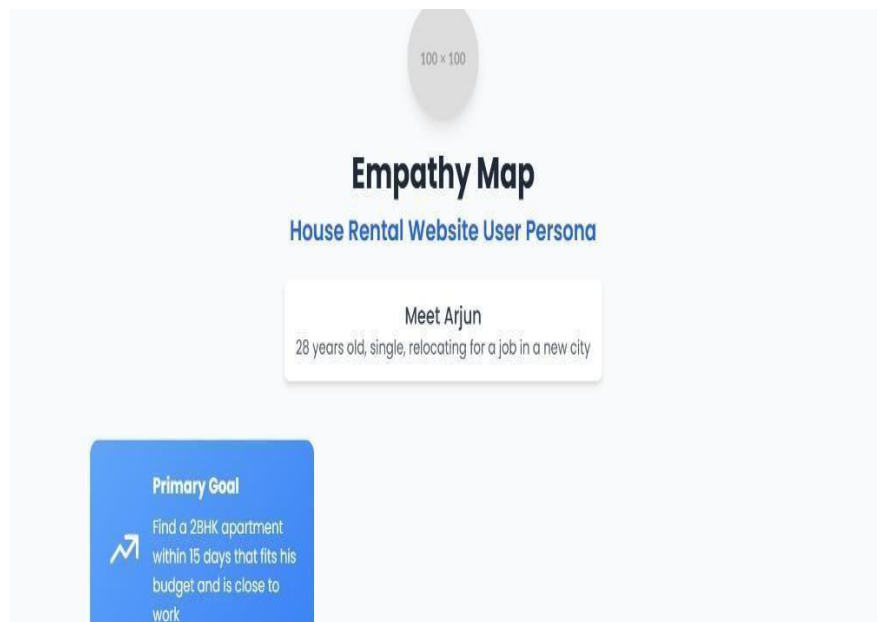 100 × 100
Empathy Map
House Rental Website User Persona
Meet Arjun
28 years old, single, relocating for a job in a new city
Primary Goal
Find a 2BHK apartment
within 15 days that fits his
budget and is close to
work